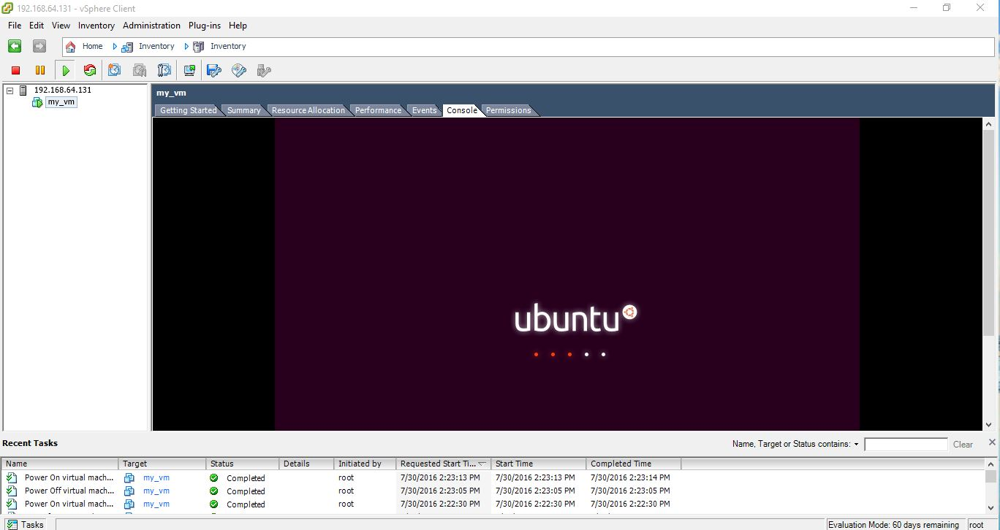 192.168.64.131 - vSphere Client
File Edit View Inventory Administration Plug-ins Help
Home Inventory Inventory
192.168.64.131
my_vm
my_vm
Getting Started Summary Resource Allocation Performance Events Console Permissions
ubuntu
Recent Tasks
Name, Target or Status contains: Clear
Name Target Status Details Initiated by Requested Start Ti... Start Time Completed Time
Power On virtual mach... my_vm Completed root 7/30/2016 2:23:13 PM 7/30/2016 2:23:13 PM 7/30/2016 2:23:14 PM
Power Off virtual mach... my_vm Completed root 7/30/2016 2:23:05 PM 7/30/2016 2:23:05 PM 7/30/2016 2:23:05 PM
Power On virtual mach... my_vm Completed root 7/30/2016 2:22:30 PM 7/30/2016 2:22:30 PM 7/30/2016 2:22:30 PM
Tasks Evaluation Mode: 60 days remaining root